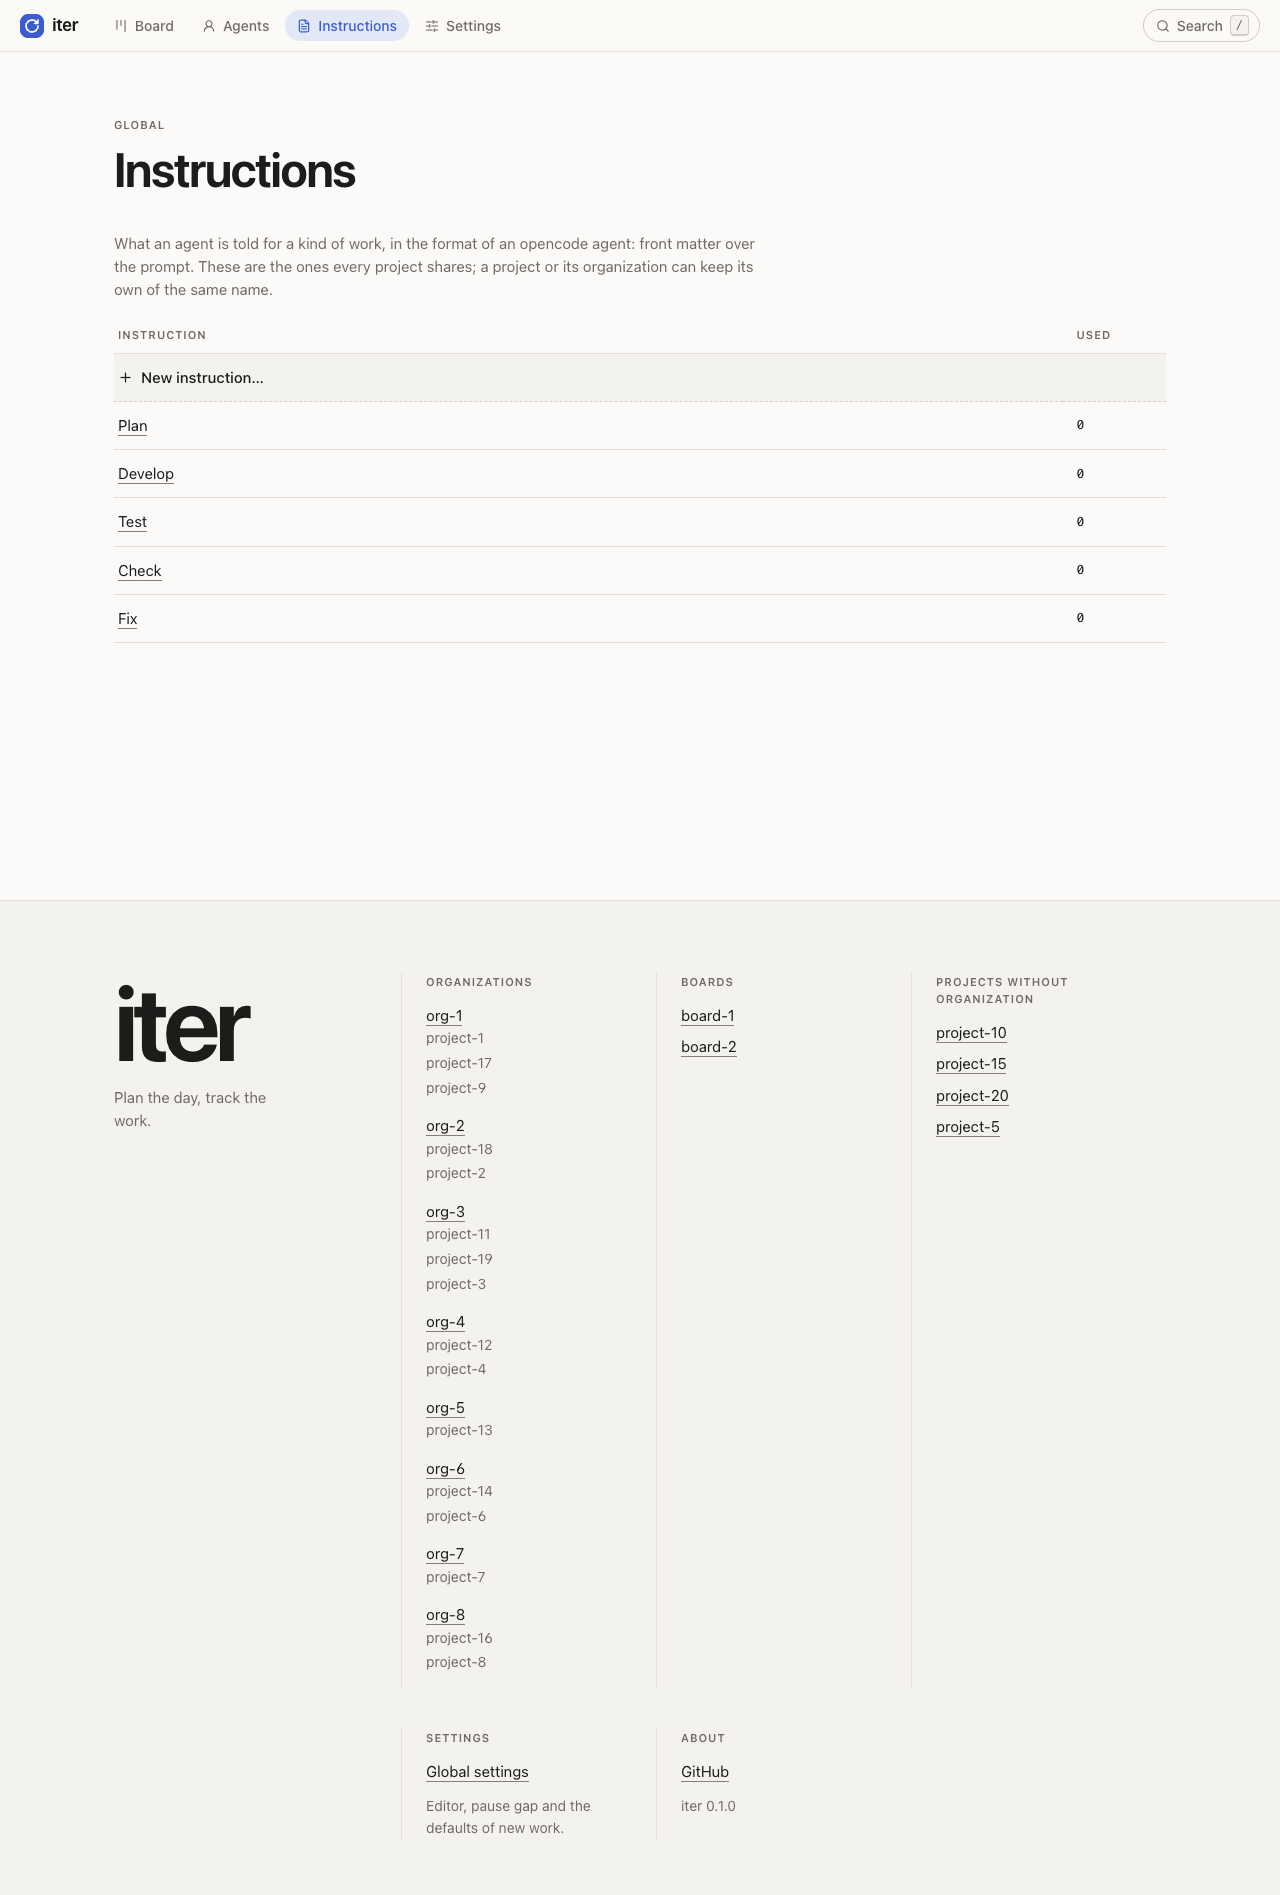 iter
Board
Agents
Instructions
Settings
Search /
GLOBAL
Instructions
What an agent is told for a kind of work, in the format of an opencode agent: front matter over
the prompt. These are the ones every project shares; a project or its organization can keep its
own of the same name.
INSTRUCTION
USED
+ New instruction...
Plan
0
Develop
0
Test
0
Check
0
Fix
0
iter
Plan the day, track the
work.
ORGANIZATIONS
org-1
project-1
project-17
project-9
org-2
project-18
project-2
org-3
project-11
project-19
project-3
org-4
project-12
project-4
org-5
project-13
org-6
project-14
project-6
org-7
project-7
org-8
project-16
project-8
BOARDS
board-1
board-2
PROJECTS WITHOUT
ORGANIZATION
project-10
project-15
project-20
project-5
SETTINGS
Global settings
Editor, pause gap and the
defaults of new work.
ABOUT
GitHub
iter 0.1.0